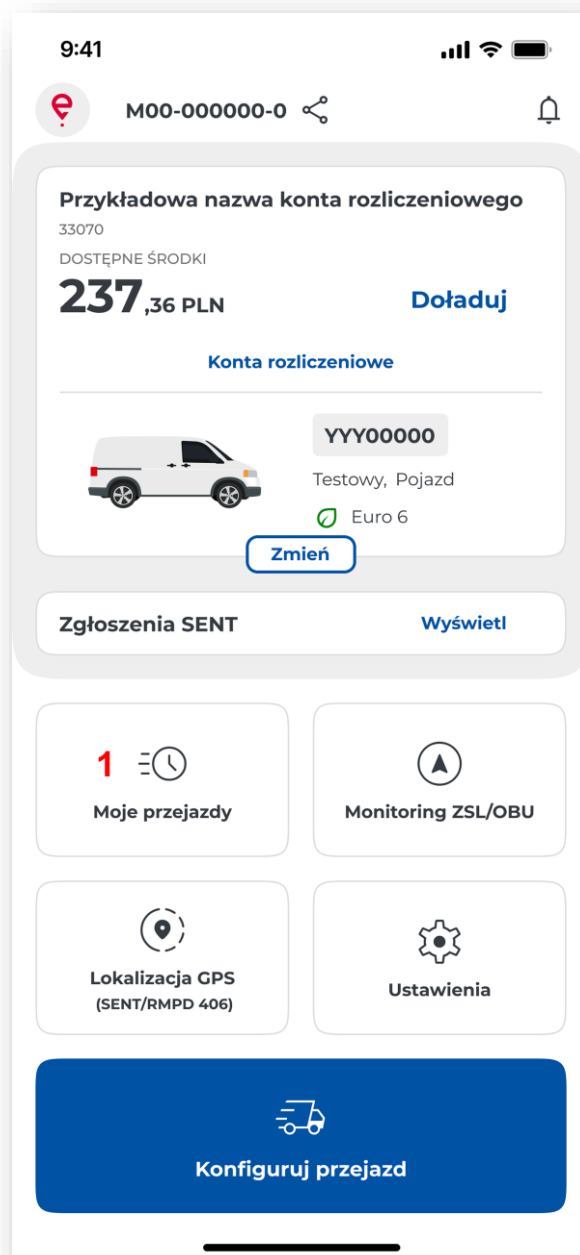 9:41
M00-000000-0
Przykładowa nazwa konta rozliczeniowego
33070
DOSTĘPNE ŚRODKI
237,36 PLN Doładuj
Konta rozliczeniowe
YYY00000
Testowy, Pojazd
Euro 6
Zmień
Zgłoszenia SENT Wyświetl
1
Moje przejazdy
Monitoring ZSL/OBU
Lokalizacja GPS
(SENT/RMPD 406)
Ustawienia
Konfiguruj przejazd